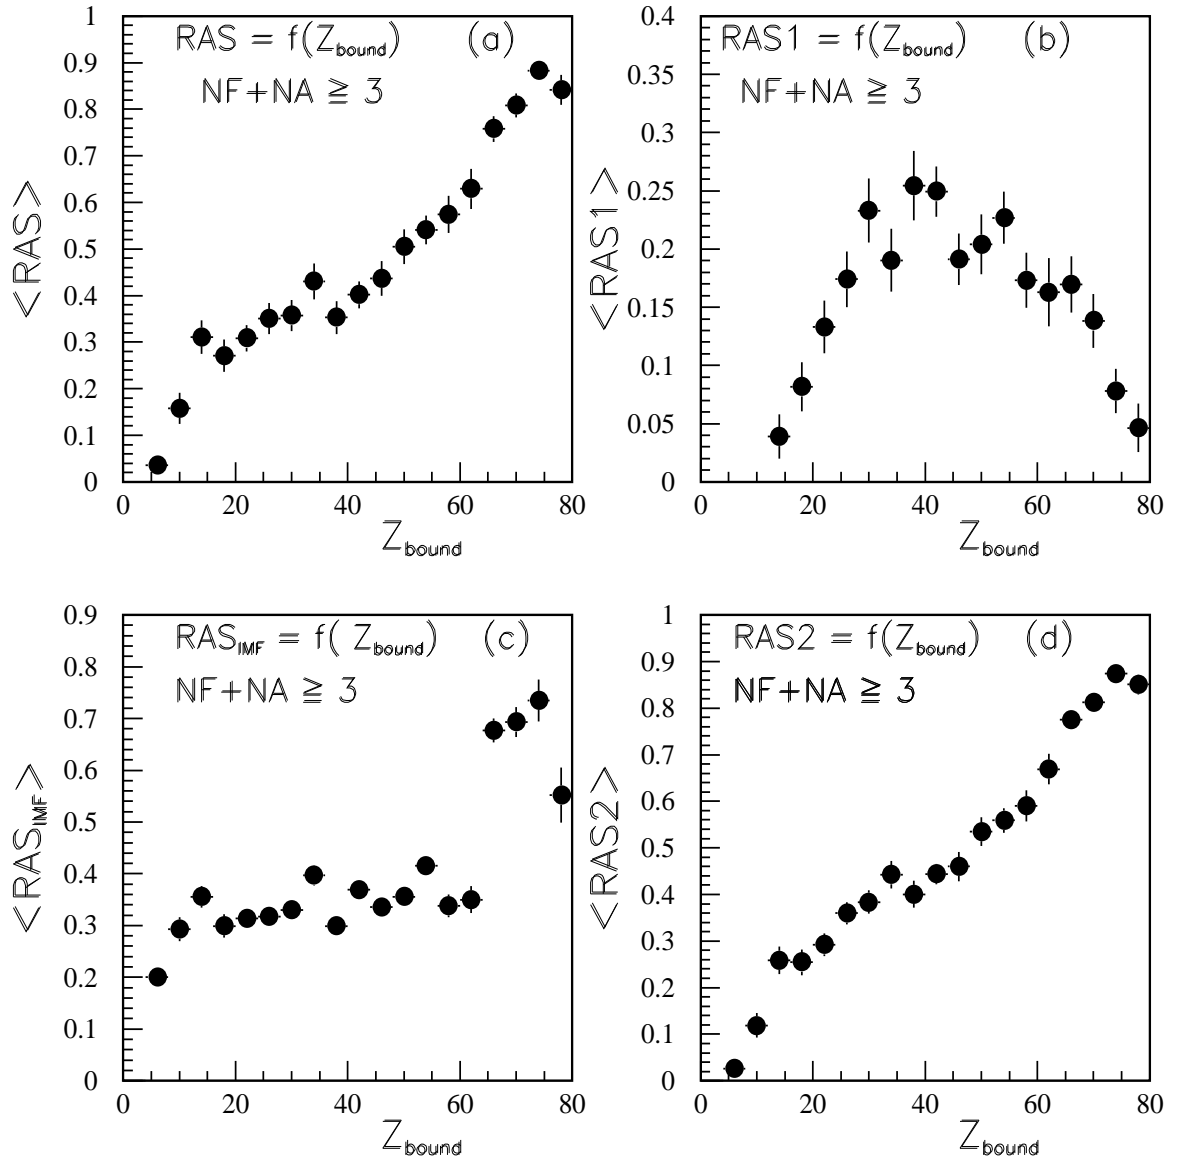 RAS = f(Z_bound) (a)
NF+NA ≧ 3
1
0.9
0.8
0.7
0.6
0.5
0.4
0.3
0.2
0.1
0
<RAS>
0 20 40 60 80
Z_bound
RAS1 = f(Z_bound) (b)
NF+NA ≧ 3
0.4
0.35
0.3
0.25
0.2
0.15
0.1
0.05
0
<RAS1>
0 20 40 60 80
Z_bound
RAS_IMF = f( Z_bound) (c)
NF+NA ≧ 3
0.9
0.8
0.7
0.6
0.5
0.4
0.3
0.2
0.1
0
<RAS_IMF>
0 20 40 60 80
Z_bound
RAS2 = f(Z_bound) (d)
NF+NA ≧ 3
1
0.9
0.8
0.7
0.6
0.5
0.4
0.3
0.2
0.1
0
<RAS2>
0 20 40 60 80
Z_bound